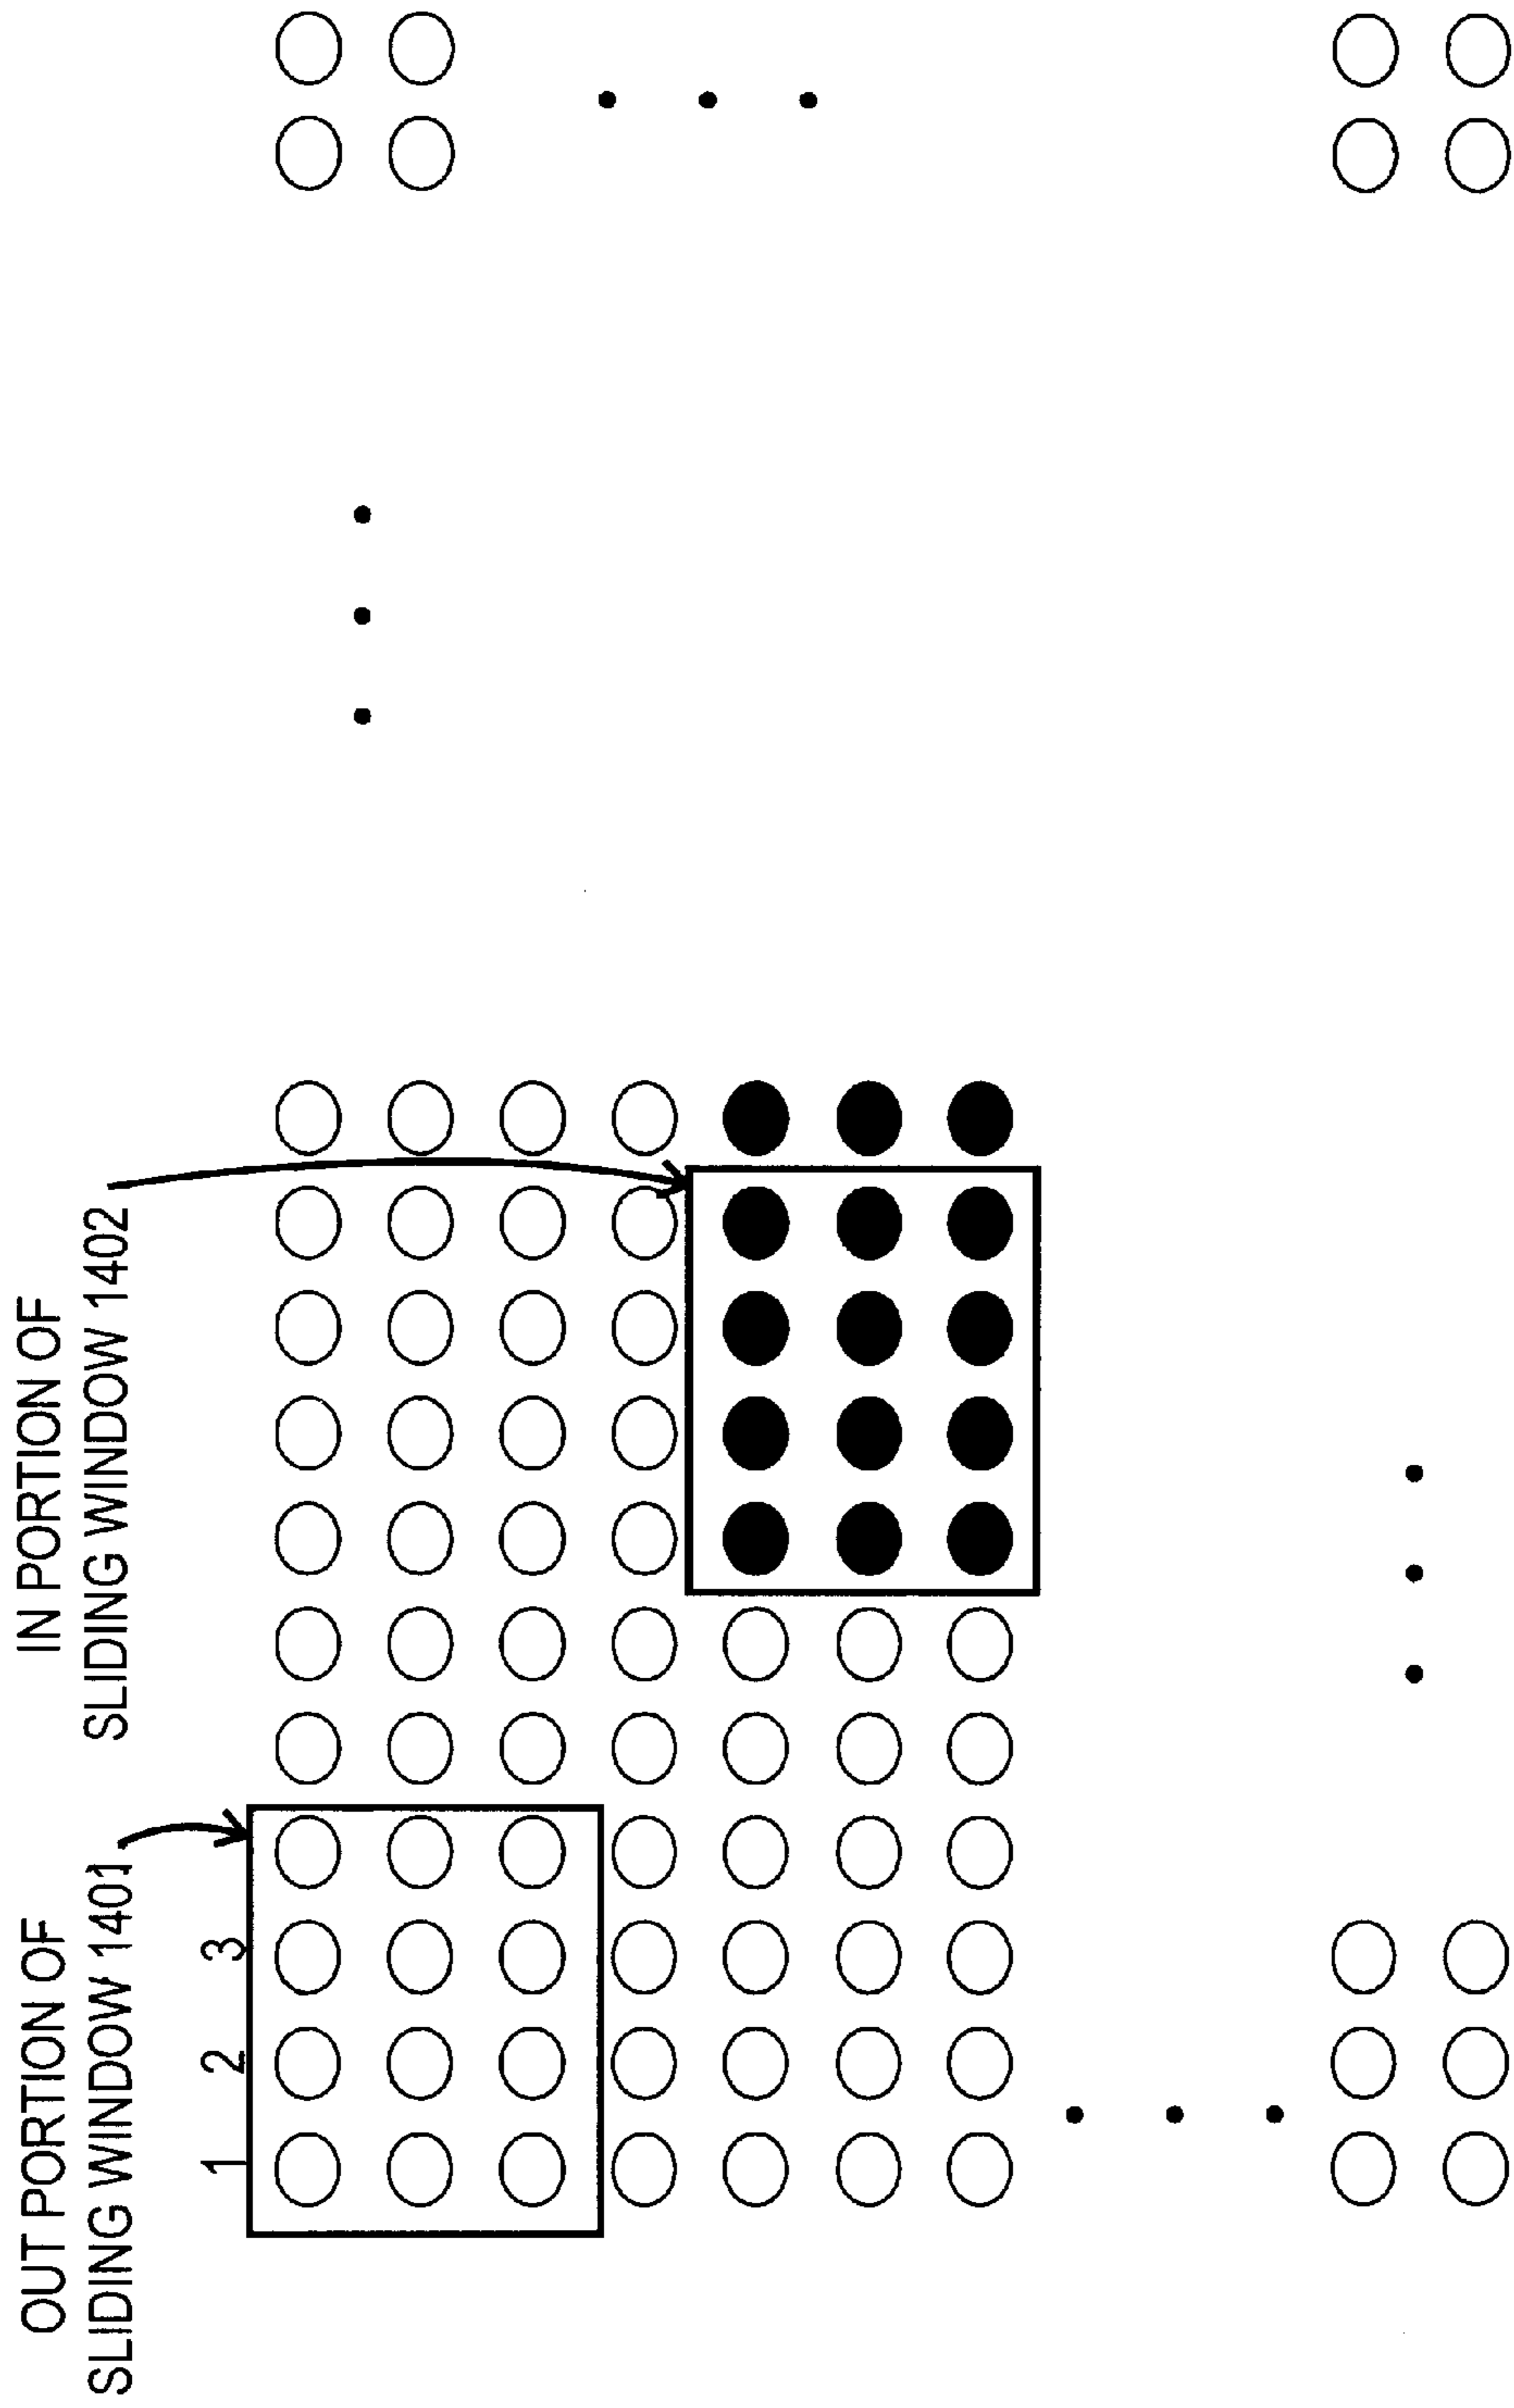 OUT PORTION OF
SLIDING WINDOW 1401
IN PORTION OF
SLIDING WINDOW 1402
1 2 3